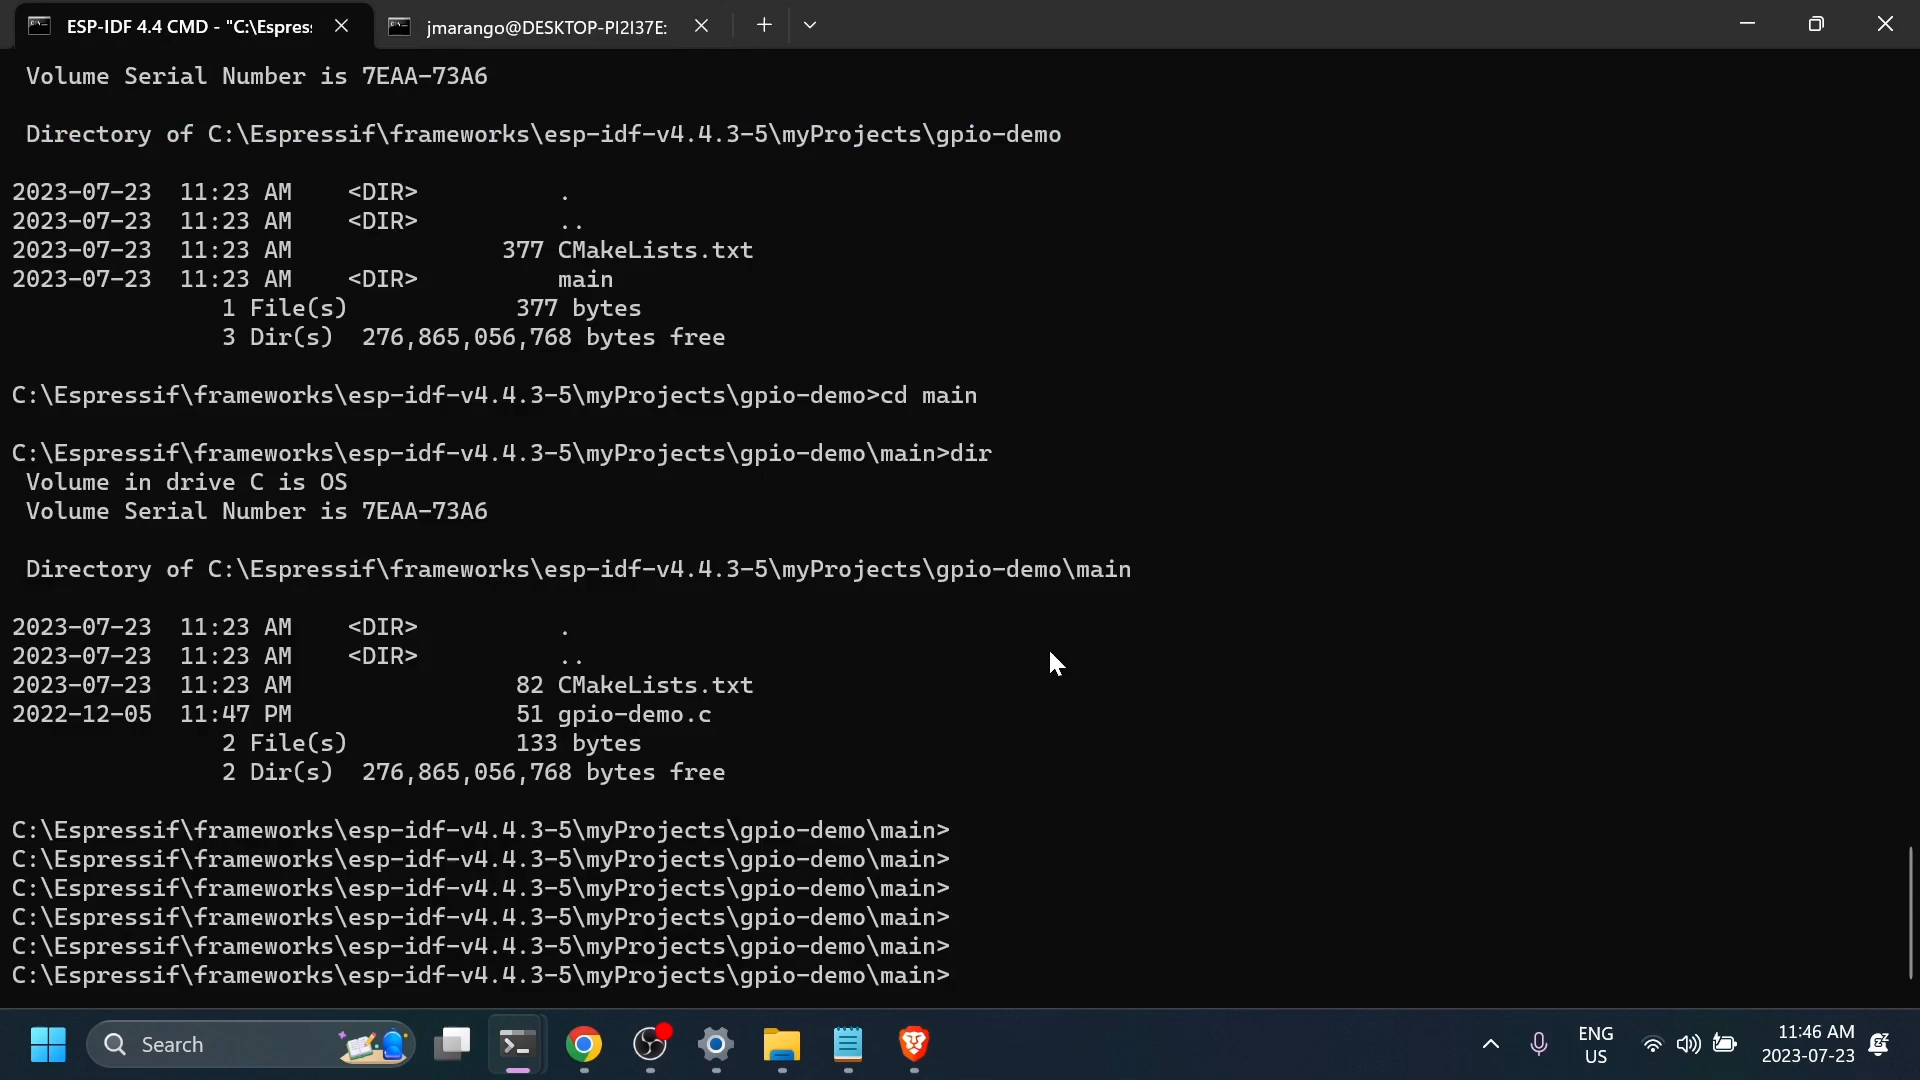 ESP-IDF 4.4 CMD - "C:\Espres:
jmarango@DESKTOP-PI2I37E:
Volume Serial Number is 7EAA-73A6
Directory of C:\Espressif\frameworks\esp-idf-v4.4.3-5\myProjects\gpio-demo
2023-07-23  11:23 AM    <DIR>          .
2023-07-23  11:23 AM    <DIR>          ..
2023-07-23  11:23 AM               377 CMakeLists.txt
2023-07-23  11:23 AM    <DIR>          main
1 File(s)            377 bytes
3 Dir(s)  276,865,056,768 bytes free
C:\Espressif\frameworks\esp-idf-v4.4.3-5\myProjects\gpio-demo>cd main
C:\Espressif\frameworks\esp-idf-v4.4.3-5\myProjects\gpio-demo\main>dir
Volume in drive C is OS
Volume Serial Number is 7EAA-73A6
Directory of C:\Espressif\frameworks\esp-idf-v4.4.3-5\myProjects\gpio-demo\main
2023-07-23  11:23 AM    <DIR>          .
2023-07-23  11:23 AM    <DIR>          ..
2023-07-23  11:23 AM                82 CMakeLists.txt
2022-12-05  11:47 PM                51 gpio-demo.c
2 File(s)            133 bytes
2 Dir(s)  276,865,056,768 bytes free
C:\Espressif\frameworks\esp-idf-v4.4.3-5\myProjects\gpio-demo\main>
C:\Espressif\frameworks\esp-idf-v4.4.3-5\myProjects\gpio-demo\main>
C:\Espressif\frameworks\esp-idf-v4.4.3-5\myProjects\gpio-demo\main>
C:\Espressif\frameworks\esp-idf-v4.4.3-5\myProjects\gpio-demo\main>
C:\Espressif\frameworks\esp-idf-v4.4.3-5\myProjects\gpio-demo\main>
C:\Espressif\frameworks\esp-idf-v4.4.3-5\myProjects\gpio-demo\main>
Search
ENG
US
11:46 AM
2023-07-23